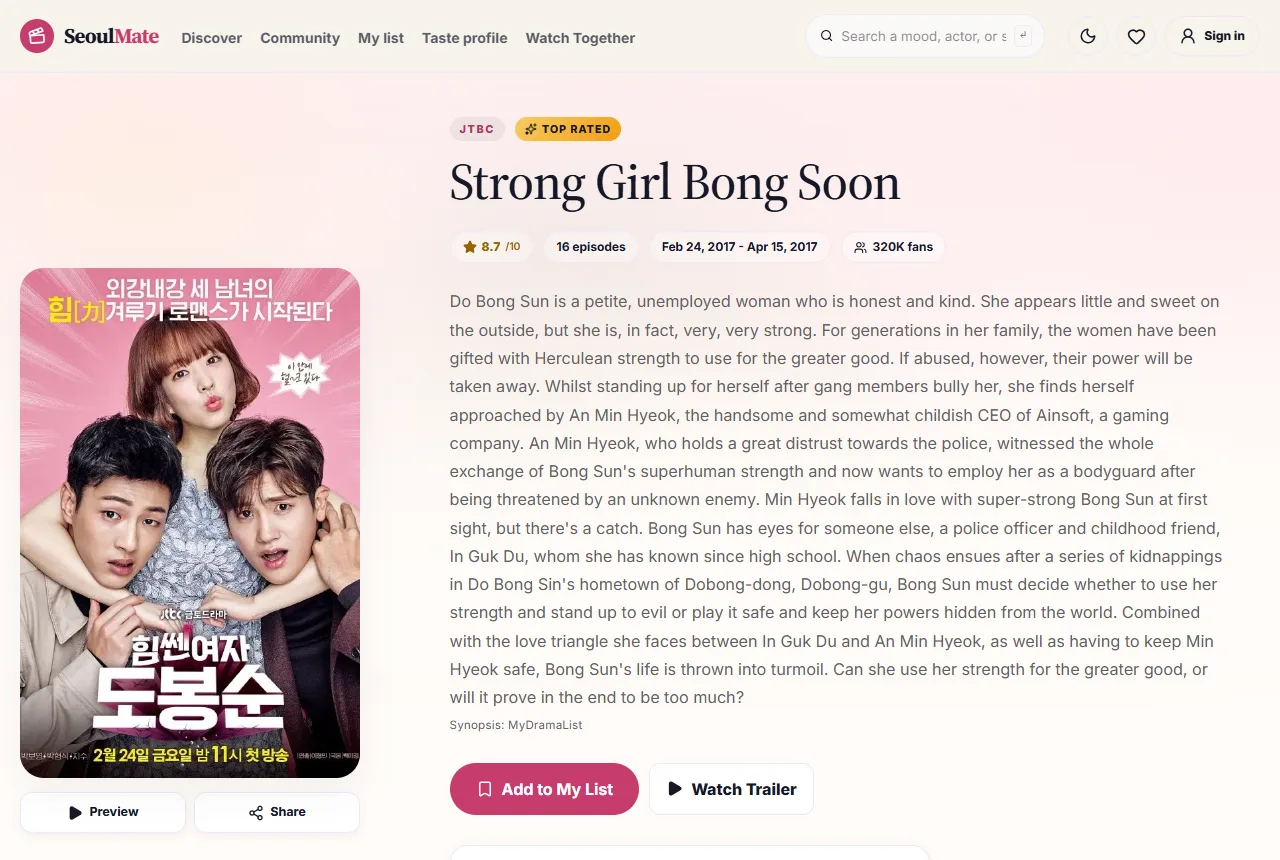 SeoulMate
Discover
Community
My list
Taste profile
Watch Together
Search a mood, actor, or s
Sign in
JTBC
TOP RATED
Strong Girl Bong Soon
8.7 /10
16 episodes
Feb 24, 2017 - Apr 15, 2017
320K fans
Do Bong Sun is a petite, unemployed woman who is honest and kind. She appears little and sweet on
the outside, but she is, in fact, very, very strong. For generations in her family, the women have been
gifted with Herculean strength to use for the greater good. If abused, however, their power will be
taken away. Whilst standing up for herself after gang members bully her, she finds herself
approached by An Min Hyeok, the handsome and somewhat childish CEO of Ainsoft, a gaming
company. An Min Hyeok, who holds a great distrust towards the police, witnessed the whole
exchange of Bong Sun's superhuman strength and now wants to employ her as a bodyguard after
being threatened by an unknown enemy. Min Hyeok falls in love with super-strong Bong Sun at first
sight, but there's a catch. Bong Sun has eyes for someone else, a police officer and childhood friend,
In Guk Du, whom she has known since high school. When chaos ensues after a series of kidnappings
in Do Bong Sin's hometown of Dobong-dong, Dobong-gu, Bong Sun must decide whether to use her
strength and stand up to evil or play it safe and keep her powers hidden from the world. Combined
with the love triangle she faces between In Guk Du and An Min Hyeok, as well as having to keep Min
Hyeok safe, Bong Sun's life is thrown into turmoil. Can she use her strength for the greater good, or
will it prove in the end to be too much?
Synopsis: MyDramaList
Add to My List
Watch Trailer
외강내강 세 남녀의
힘[力]겨루기 로맨스가 시작된다
jtbc 금토드라마
힘쎈여자
도봉순
박보영·박형식·지수
2월 24일 금요일 밤 11시 첫 방송
Preview
Share